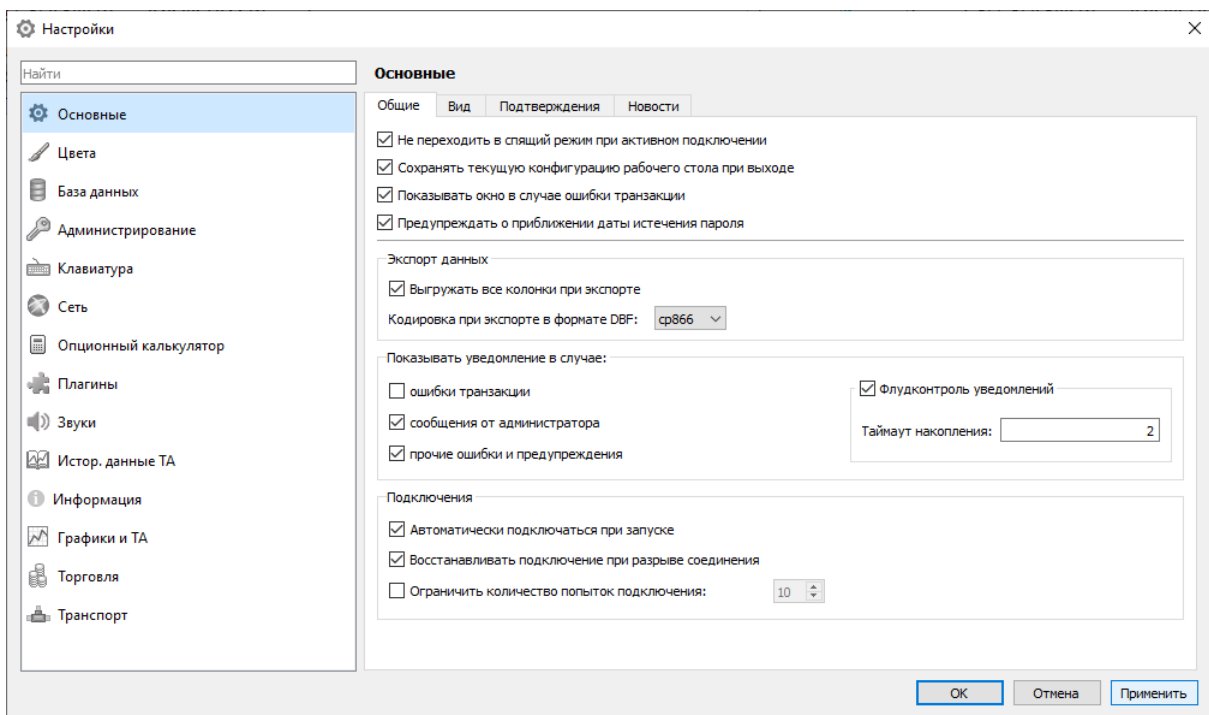 Настройки
Найти
Основные
Цвета
База данных
Администрирование
Клавиатура
Сеть
Опционный калькулятор
Плагины
Звуки
Истор. данные ТА
Информация
Графики и ТА
Торговля
Транспорт
Основные
Общие Вид Подтверждения Новости
Не переходить в спящий режим при активном подключении
Сохранять текущую конфигурацию рабочего стола при выходе
Показывать окно в случае ошибки транзакции
Предупреждать о приближении даты истечения пароля
Экспорт данных
Выгружать все колонки при экспорте
Кодировка при экспорте в формате DBF: cp866
Показывать уведомление в случае:
ошибки транзакции
сообщения от администратора
прочие ошибки и предупреждения
Флудконтроль уведомлений
Таймаут накопления: 2
Подключения
Автоматически подключаться при запуске
Восстанавливать подключение при разрыве соединения
Ограничить количество попыток подключения: 10
OK Отмена Применить